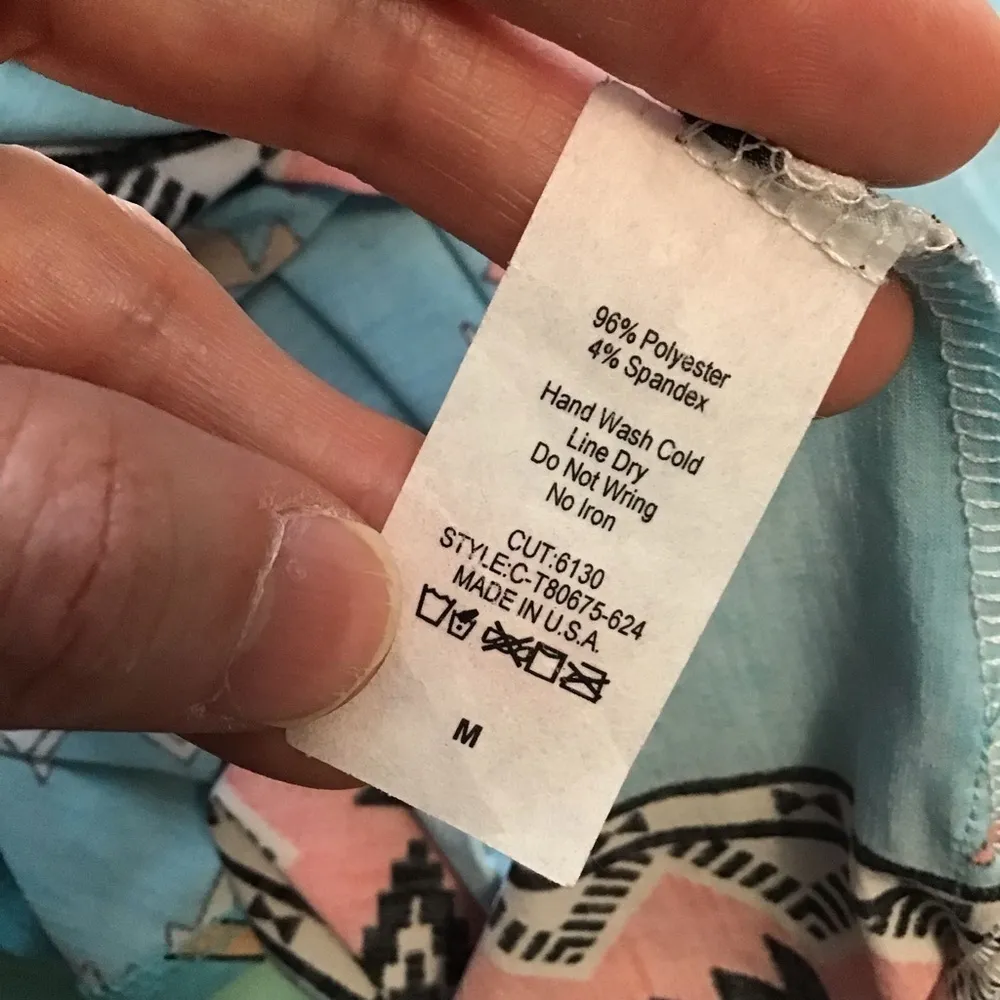 96% Polyester
4% Spandex
Hand Wash Cold
Line Dry
Do Not Wring
No Iron
CUT:6130
STYLE:C-T80675-624
MADE IN U.S.A.
M